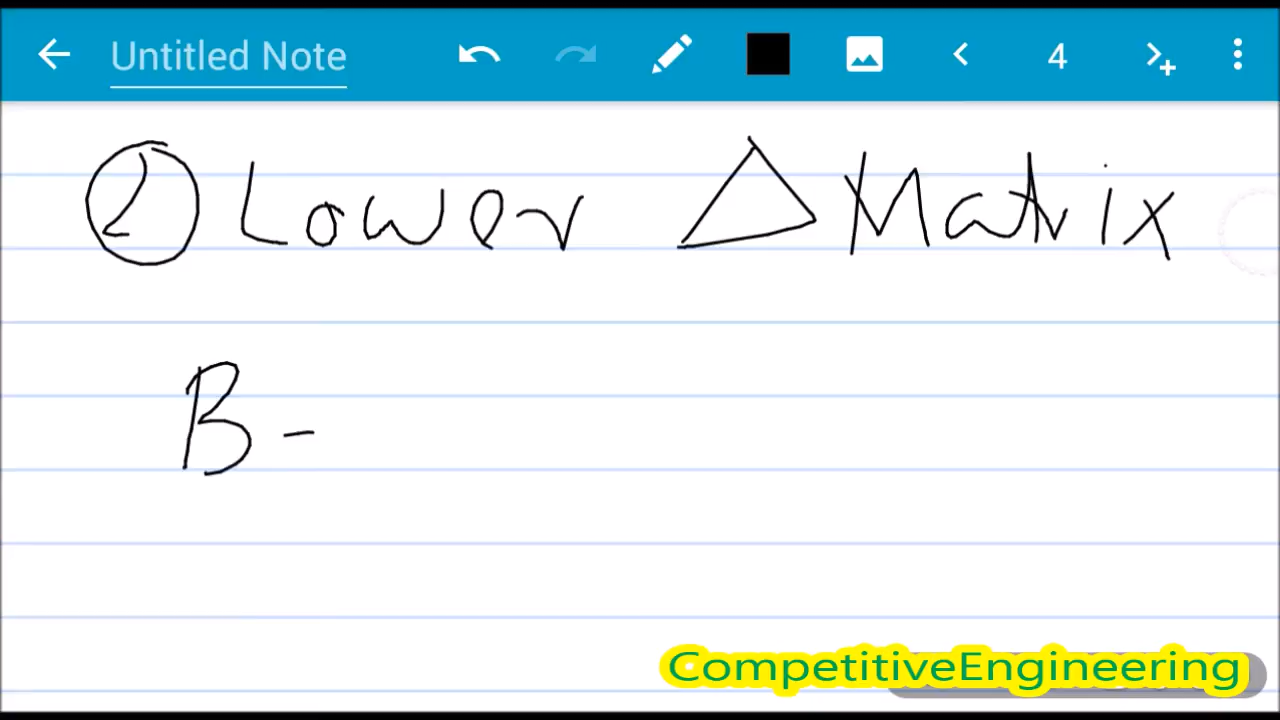 Untitled Note 4
② Lower △ Matrix
B -
CompetitiveEngineering